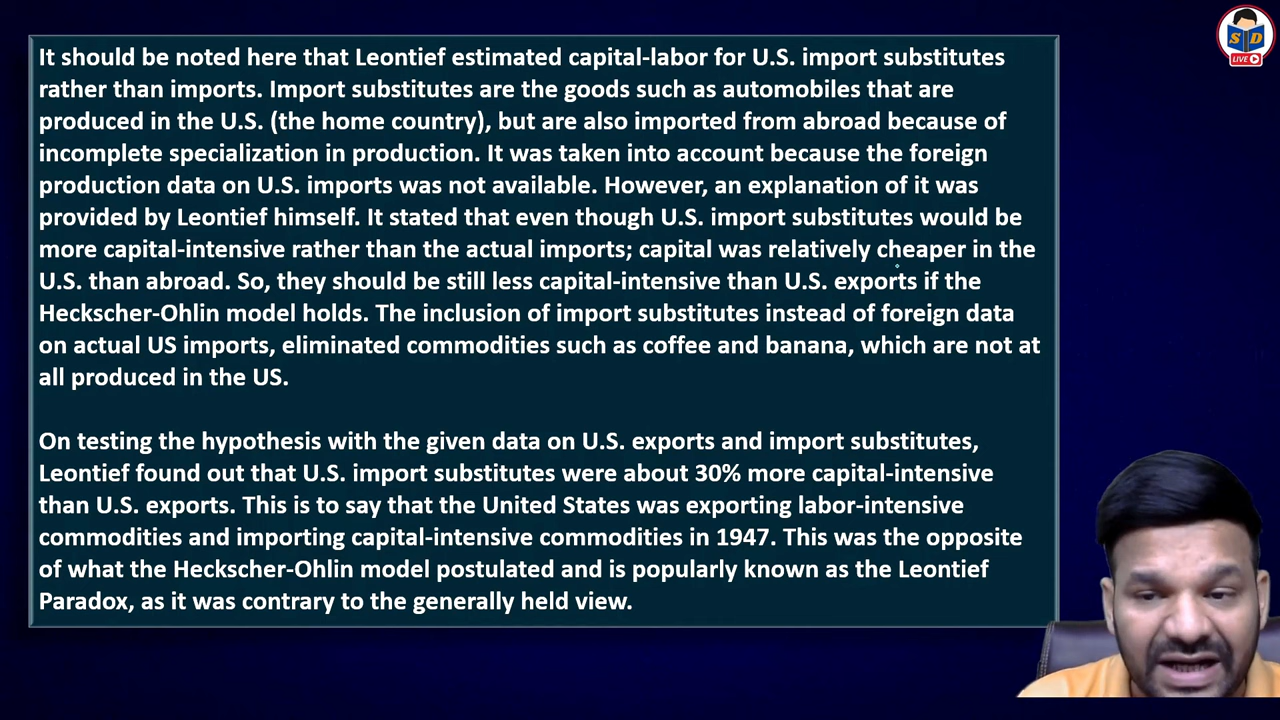 It should be noted here that Leontief estimated capital-labor for U.S. import substitutes
rather than imports. Import substitutes are the goods such as automobiles that are
produced in the U.S. (the home country), but are also imported from abroad because of
incomplete specialization in production. It was taken into account because the foreign
production data on U.S. imports was not available. However, an explanation of it was
provided by Leontief himself. It stated that even though U.S. import substitutes would be
more capital-intensive rather than the actual imports; capital was relatively cheaper in the
U.S. than abroad. So, they should be still less capital-intensive than U.S. exports if the
Heckscher-Ohlin model holds. The inclusion of import substitutes instead of foreign data
on actual US imports, eliminated commodities such as coffee and banana, which are not at
all produced in the US.
On testing the hypothesis with the given data on U.S. exports and import substitutes,
Leontief found out that U.S. import substitutes were about 30% more capital-intensive
than U.S. exports. This is to say that the United States was exporting labor-intensive
commodities and importing capital-intensive commodities in 1947. This was the opposite
of what the Heckscher-Ohlin model postulated and is popularly known as the Leontief
Paradox, as it was contrary to the generally held view.
S D
LIVE